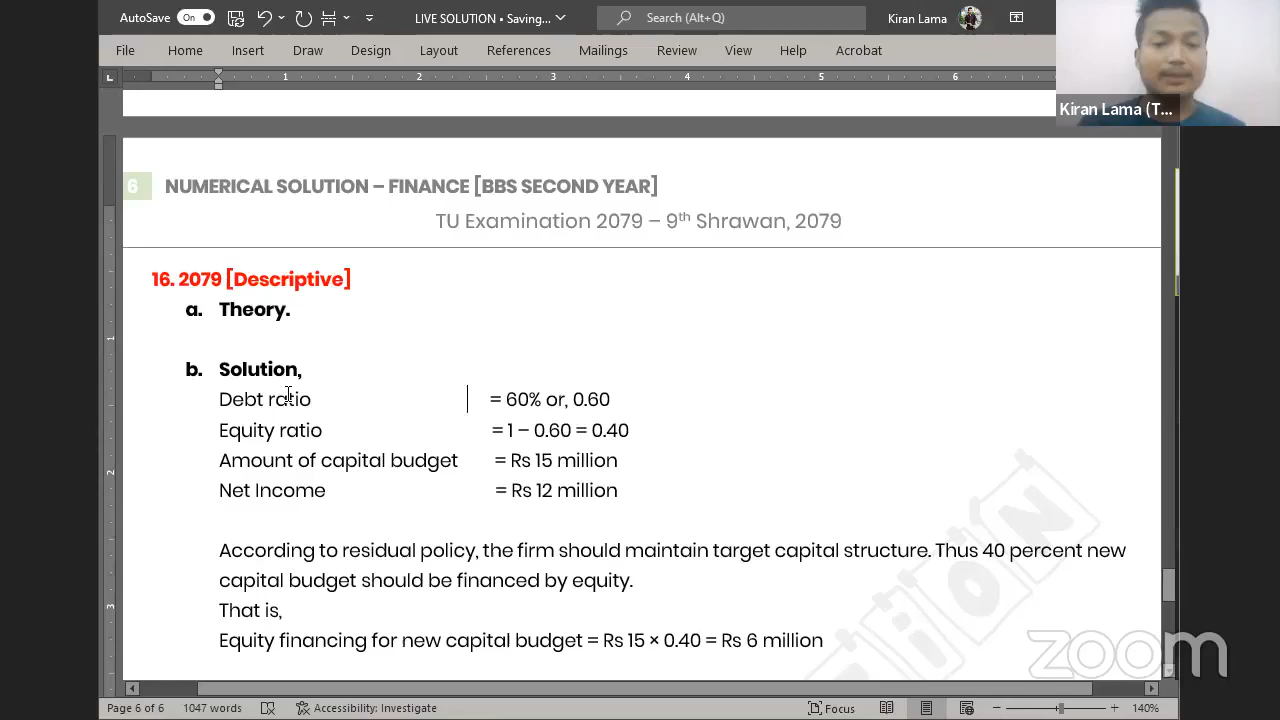 AutoSave On LIVE SOLUTION • Saving... Search (Alt+Q) Kiran Lama
File Home Insert Draw Design Layout References Mailings Review View Help Acrobat
Kiran Lama (T...
1 2 3 4 5 6
6 NUMERICAL SOLUTION – FINANCE [BBS SECOND YEAR]
TU Examination 2079 – 9th Shrawan, 2079
16. 2079 [Descriptive]
a. Theory.
b. Solution,
Debt ratio = 60% or, 0.60
Equity ratio = 1 – 0.60 = 0.40
Amount of capital budget = Rs 15 million
Net Income = Rs 12 million
According to residual policy, the firm should maintain target capital structure. Thus 40 percent new
capital budget should be financed by equity.
That is,
Equity financing for new capital budget = Rs 15 × 0.40 = Rs 6 million
zoom
Page 6 of 6 1047 words Accessibility: Investigate Focus 140%